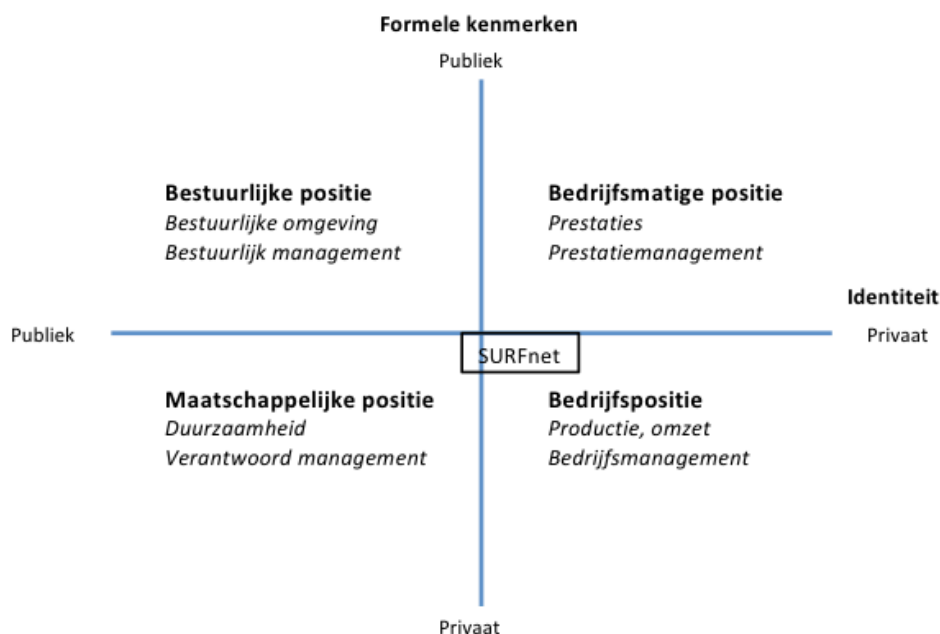 Formele kenmerken
Publiek
Bestuurlijke positie
Bestuurlijke omgeving
Bestuurlijk management
Bedrijfsmatige positie
Prestaties
Prestatiemanagement
Identiteit
Publiek
Privaat
SURFnet
Maatschappelijke positie
Duurzaamheid
Verantwoord management
Bedrijfspositie
Productie, omzet
Bedrijfsmanagement
Privaat